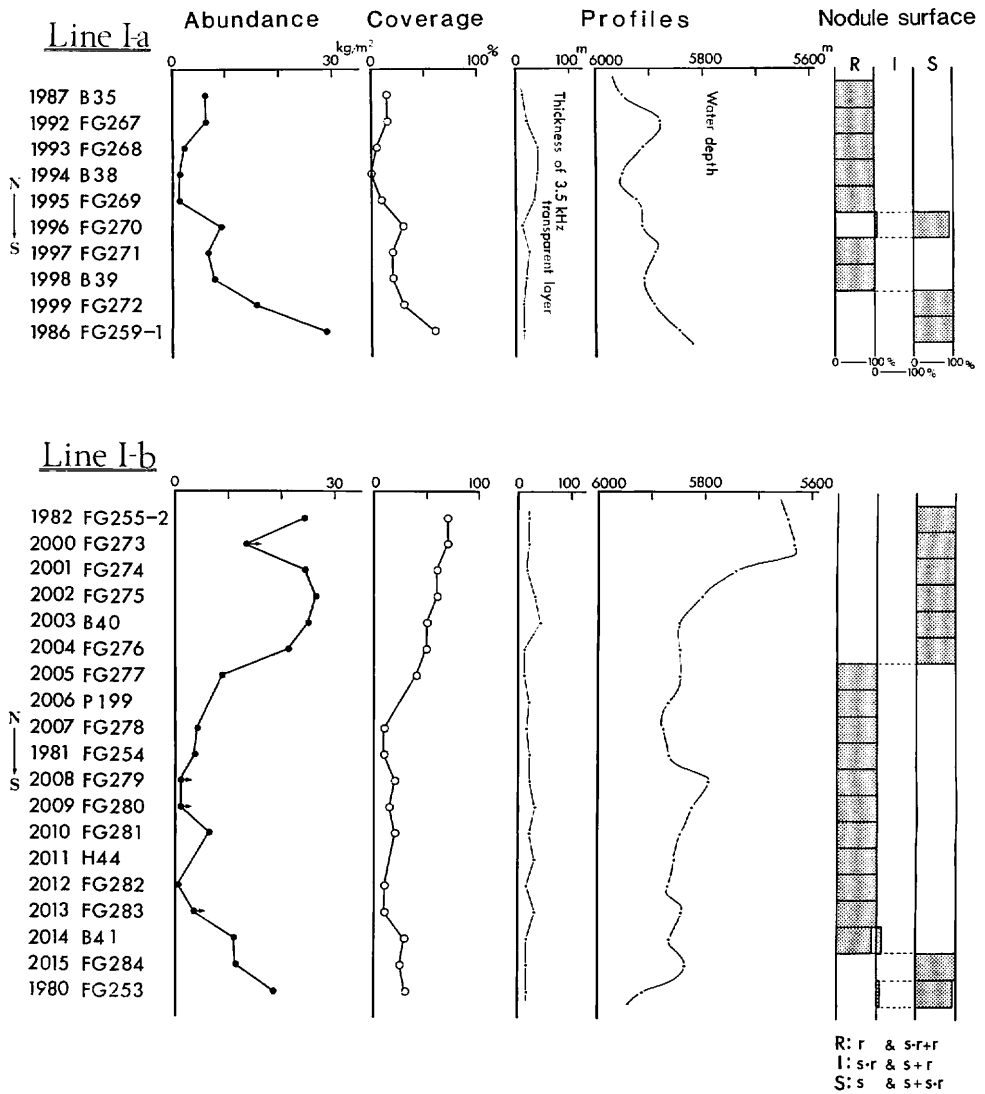 Line I-a
Abundance Coverage Profiles Nodule surface
kg/m² % m m
0 30 0 100 0 100 6000 5800 5600 R I S
1987 B35
1992 FG267
1993 FG268
1994 B38
1995 FG269
1996 FG270
1997 FG271
1998 B39
1999 FG272
1986 FG259-1
N
S
Thickness of 3.5 kHz
transparent layer
Water depth
0 100% 0 100%
0 100%
Line I-b
0 30 0 100 0 100 6000 5800 5600
1982 FG255-2
2000 FG273
2001 FG274
2002 FG275
2003 B40
2004 FG276
2005 FG277
2006 P199
2007 FG278
1981 FG254
2008 FG279
2009 FG280
2010 FG281
2011 H44
2012 FG282
2013 FG283
2014 B41
2015 FG284
1980 FG253
N
S
R: r & s·r+r
I: s·r & s+r
S: s & s+s·r